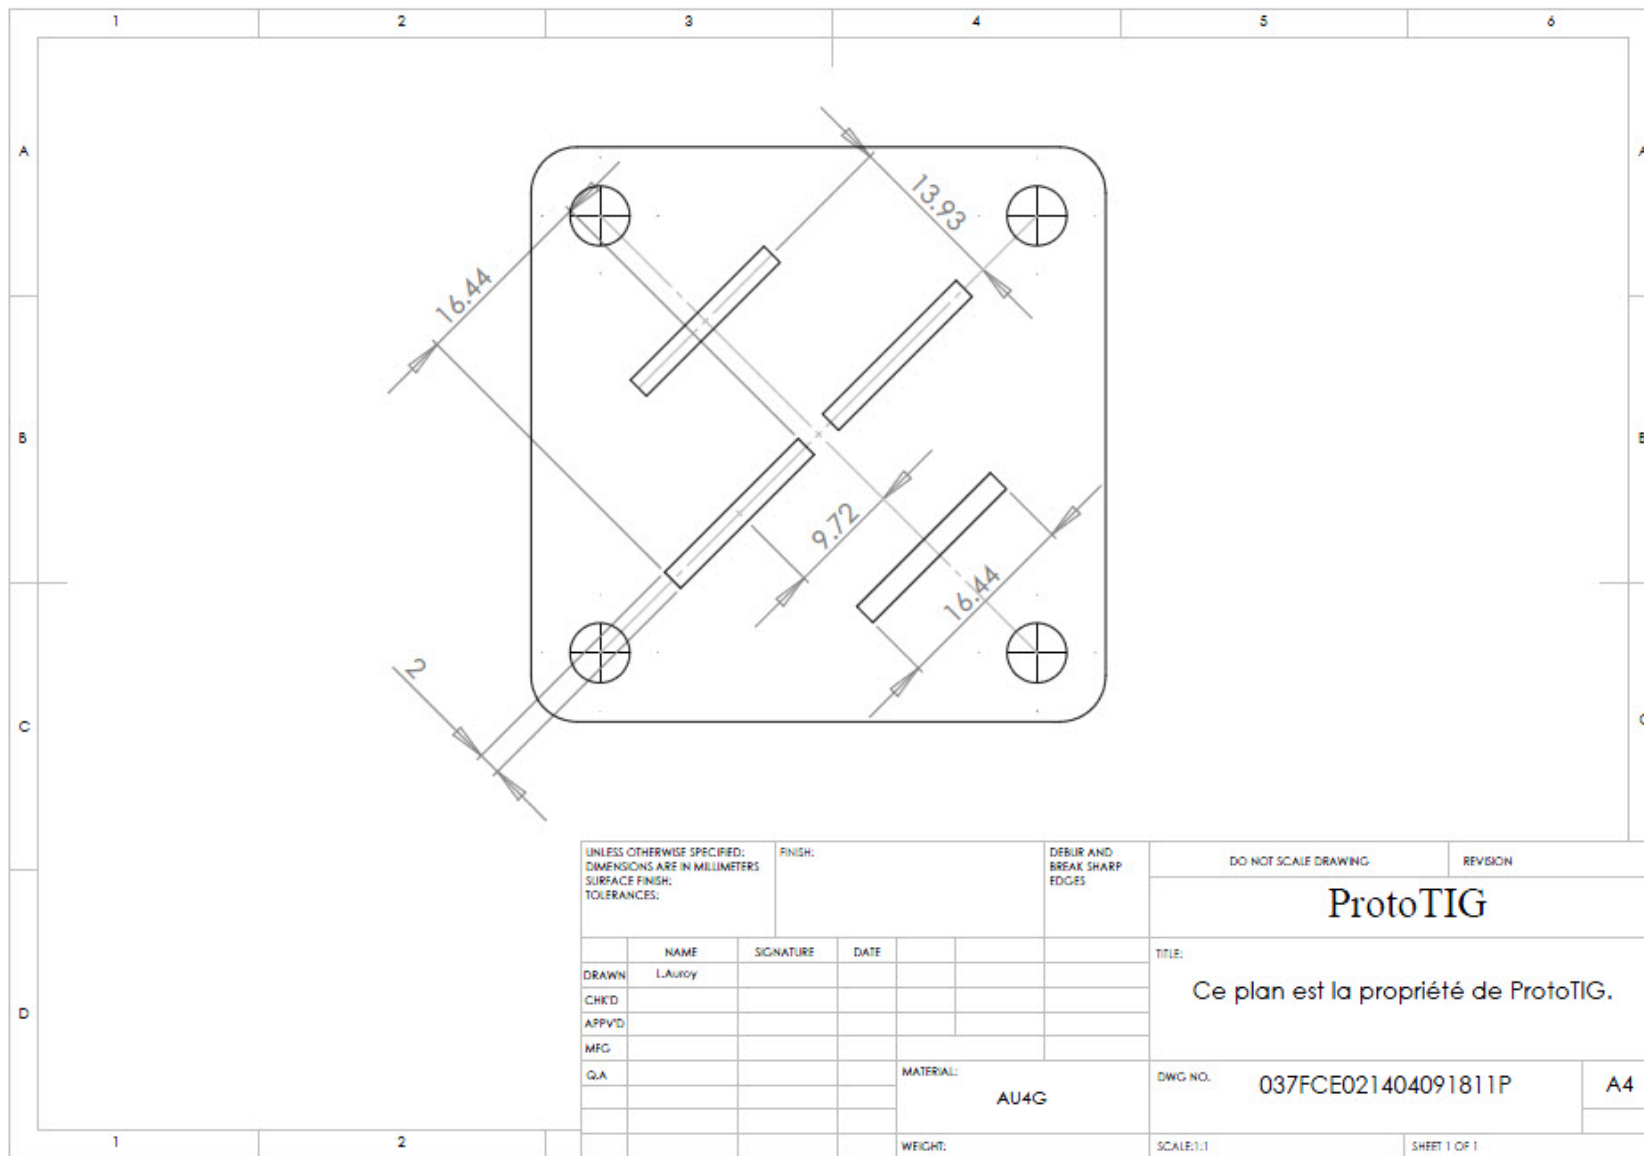 1 2 3 4 5 6
A A
13.93
16.44
B B
9.72
16.44
2
C C
UNLESS OTHERWISE SPECIFIED:
DIMENSIONS ARE IN MILLIMETERS
SURFACE FINISH:
TOLERANCES:
FINISH:
DEBUR AND
BREAK SHARP
EDGES
DO NOT SCALE DRAWING
REVISION
ProtoTIG
NAME SIGNATURE DATE
DRAWN L.Auroy
CHK'D
APPV'D
MFG
Q.A
TITLE:
Ce plan est la propriété de ProtoTIG.
D
MATERIAL:
AU4G
DWG NO.
037FCE021404091811P
A4
WEIGHT:
SCALE:1:1
SHEET 1 OF 1
1 2